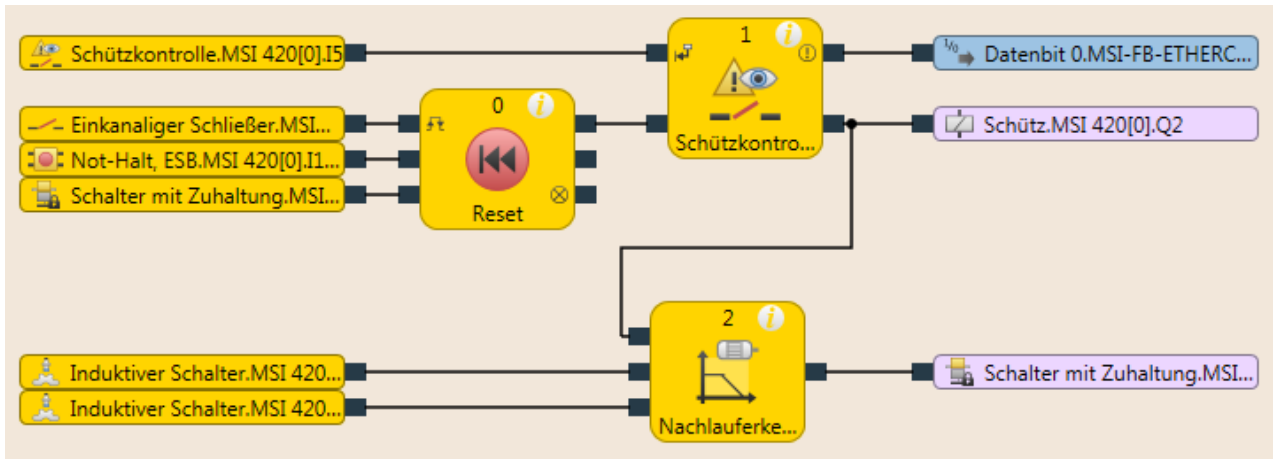 1
Schützkontrolle.MSI 420[0].I5
Datenbit 0.MSI-FB-ETHERC...
Schützkontro...
0
Einkanaliger Schließer.MSI...
Schütz.MSI 420[0].Q2
Not-Halt, ESB.MSI 420[0].I1...
Schalter mit Zuhaltung.MSI...
Reset
2
Induktiver Schalter.MSI 420...
Schalter mit Zuhaltung.MSI...
Induktiver Schalter.MSI 420...
Nachlauferke...